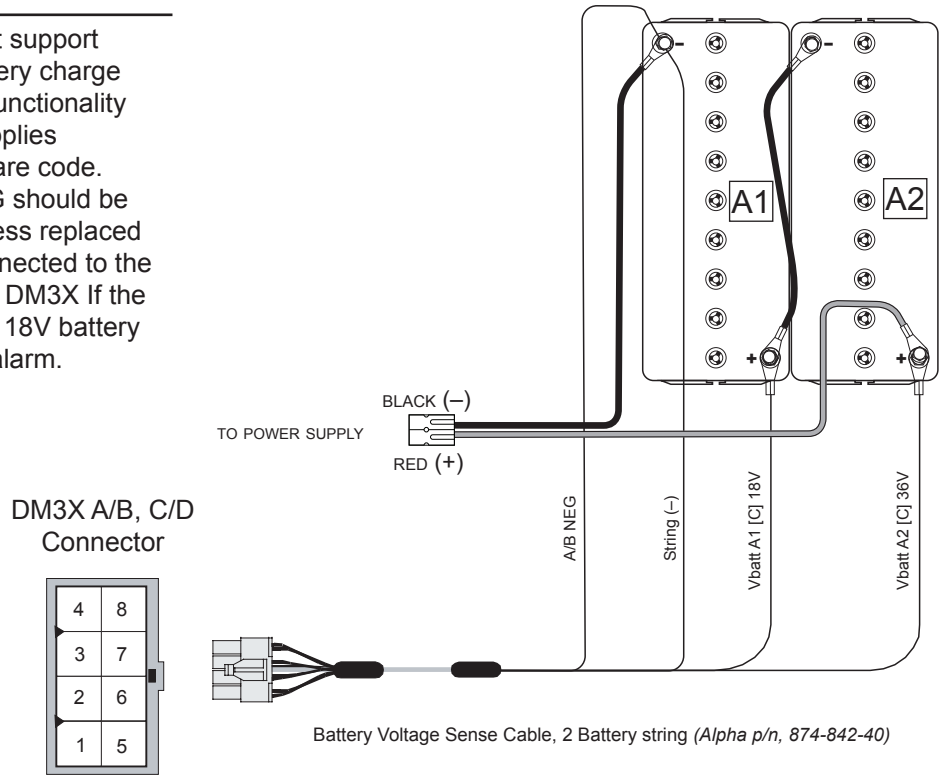 t support
ery charge
unctionality
pplies
are code.
G should be
ess replaced
nnected to the
DM3X If the
18V battery
alarm.
- -
A1 A2
+ +
BLACK (–)
TO POWER SUPPLY
RED (+)
A/B NEG
String (–)
Vbatt A1 [C] 18V
Vbatt A2 [C] 36V
DM3X A/B, C/D
Connector
4 8
3 7
2 6
1 5
Battery Voltage Sense Cable, 2 Battery string (Alpha p/n, 874-842-40)